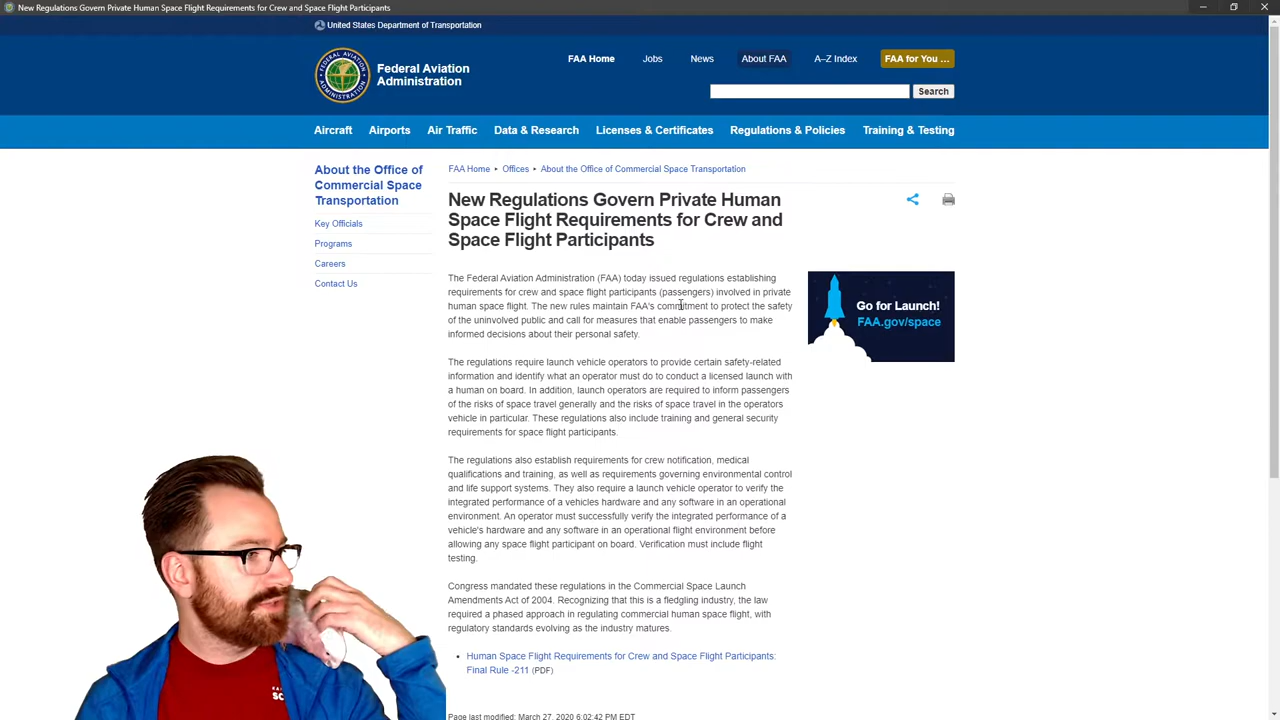 New Regulations Govern Private Human Space Flight Requirements for Crew and Space Flight Participants
United States Department of Transportation
Federal Aviation
Administration
FAA Home Jobs News About FAA A–Z Index FAA for You ...
Search
Aircraft Airports Air Traffic Data & Research Licenses & Certificates Regulations & Policies Training & Testing
About the Office of
Commercial Space
Transportation
Key Officials
Programs
Careers
Contact Us
FAA Home ▸ Offices ▸ About the Office of Commercial Space Transportation
New Regulations Govern Private Human
Space Flight Requirements for Crew and
Space Flight Participants
The Federal Aviation Administration (FAA) today issued regulations establishing
requirements for crew and space flight participants (passengers) involved in private
human space flight. The new rules maintain FAA's commitment to protect the safety
of the uninvolved public and call for measures that enable passengers to make
informed decisions about their personal safety.
The regulations require launch vehicle operators to provide certain safety-related
information and identify what an operator must do to conduct a licensed launch with
a human on board. In addition, launch operators are required to inform passengers
of the risks of space travel generally and the risks of space travel in the operators
vehicle in particular. These regulations also include training and general security
requirements for space flight participants.
The regulations also establish requirements for crew notification, medical
qualifications and training, as well as requirements governing environmental control
and life support systems. They also require a launch vehicle operator to verify the
integrated performance of a vehicles hardware and any software in an operational
environment. An operator must successfully verify the integrated performance of a
vehicle's hardware and any software in an operational flight environment before
allowing any space flight participant on board. Verification must include flight
testing.
Congress mandated these regulations in the Commercial Space Launch
Amendments Act of 2004. Recognizing that this is a fledgling industry, the law
required a phased approach in regulating commercial human space flight, with
regulatory standards evolving as the industry matures.
Human Space Flight Requirements for Crew and Space Flight Participants:
Final Rule -211 (PDF)
Page last modified: March 27, 2020 6:02:42 PM EDT
Go for Launch!
FAA.gov/space